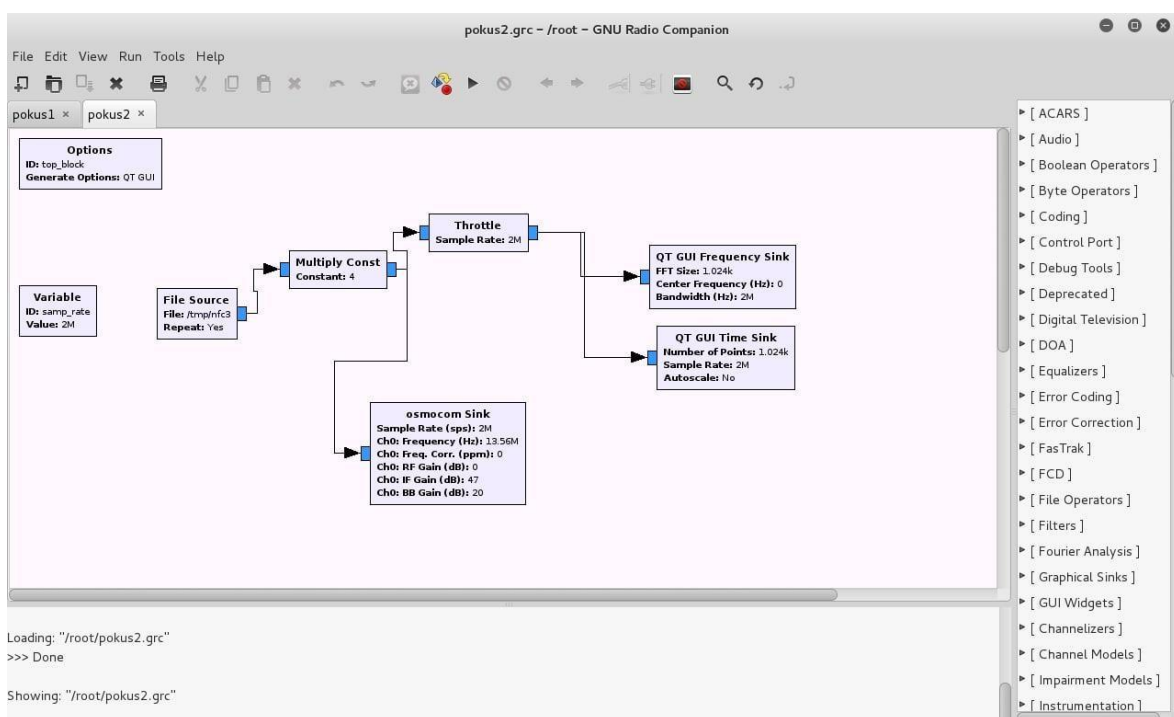 pokus2.grc – /root – GNU Radio Companion
File Edit View Run Tools Help
pokus1 ×
pokus2 ×
Options
ID: top_block
Generate Options: QT GUI
Variable
ID: samp_rate
Value: 2M
File Source
File: /tmp/nfc3
Repeat: Yes
Multiply Const
Constant: 4
Throttle
Sample Rate: 2M
QT GUI Frequency Sink
FFT Size: 1.024k
Center Frequency (Hz): 0
Bandwidth (Hz): 2M
QT GUI Time Sink
Number of Points: 1.024k
Sample Rate: 2M
Autoscale: No
osmocom Sink
Sample Rate (sps): 2M
Ch0: Frequency (Hz): 13.56M
Ch0: Freq. Corr. (ppm): 0
Ch0: RF Gain (dB): 0
Ch0: IF Gain (dB): 47
Ch0: BB Gain (dB): 20
[ ACARS ]
[ Audio ]
[ Boolean Operators ]
[ Byte Operators ]
[ Coding ]
[ Control Port ]
[ Debug Tools ]
[ Deprecated ]
[ Digital Television ]
[ DOA ]
[ Equalizers ]
[ Error Coding ]
[ Error Correction ]
[ FasTrak ]
[ FCD ]
[ File Operators ]
[ Filters ]
[ Fourier Analysis ]
[ Graphical Sinks ]
[ GUI Widgets ]
[ Channelizers ]
[ Channel Models ]
[ Impairment Models ]
[ Instrumentation ]
Loading: "/root/pokus2.grc"
>>> Done
Showing: "/root/pokus2.grc"